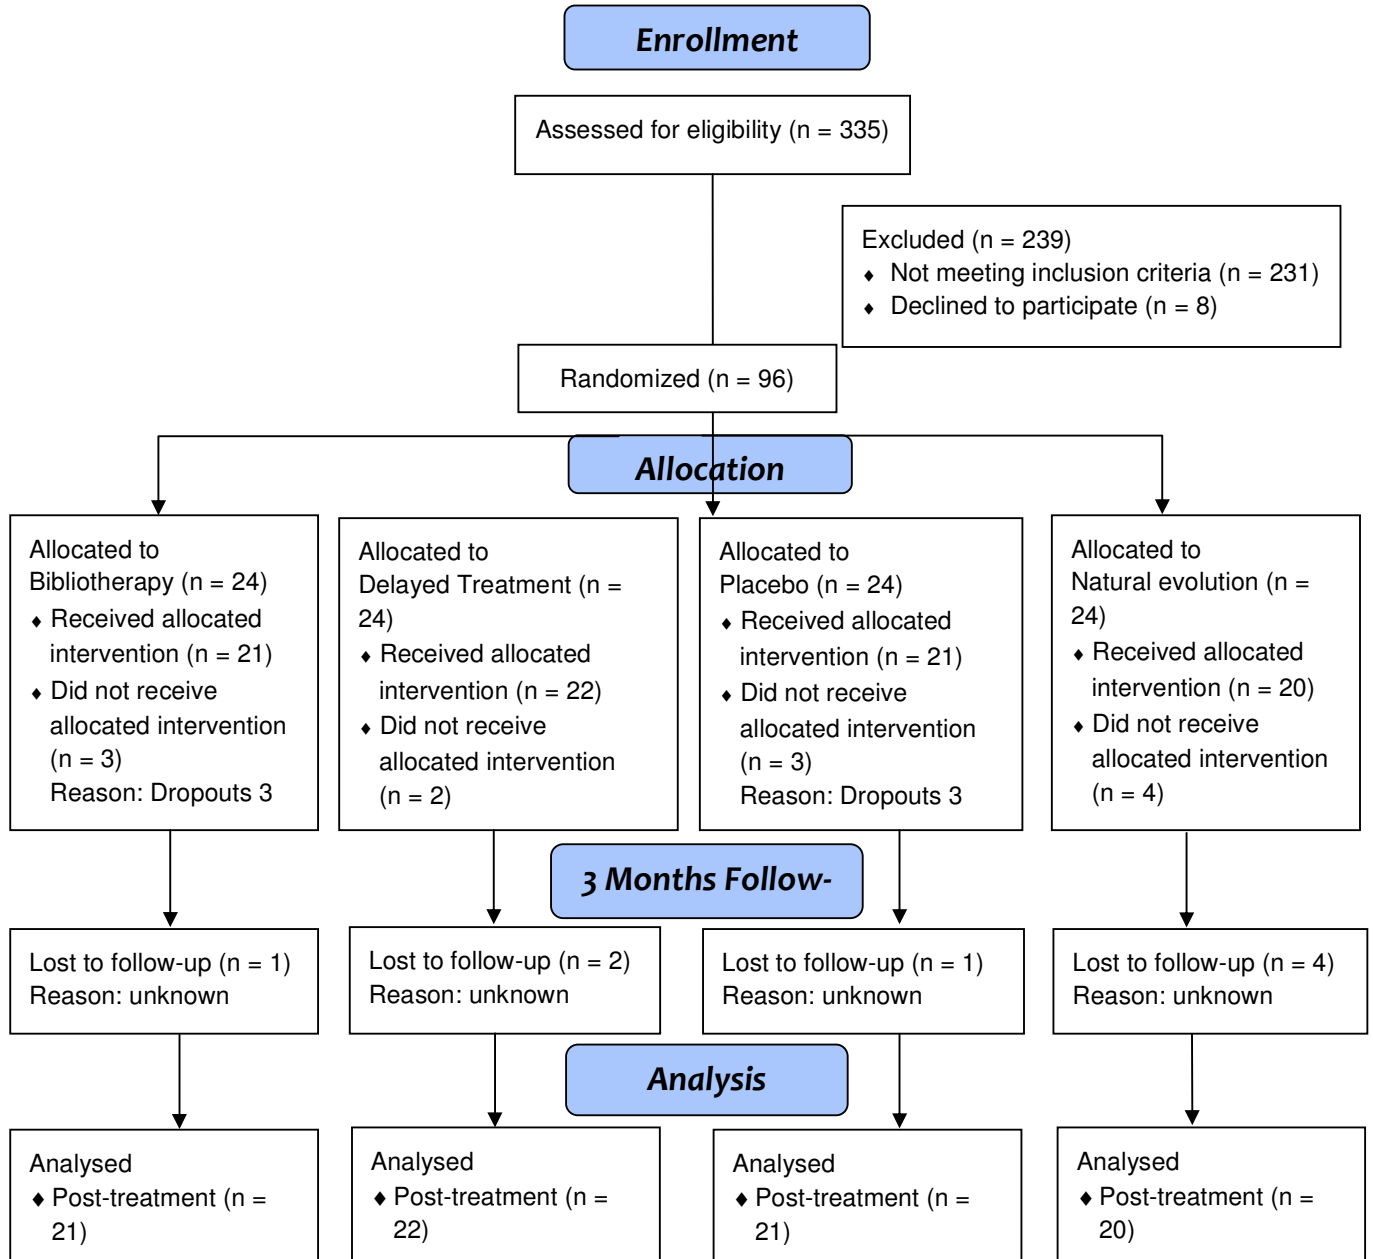 Enrollment
Assessed for eligibility (n = 335)
Excluded (n = 239)
♦ Not meeting inclusion criteria (n = 231)
♦ Declined to participate (n = 8)
Randomized (n = 96)
Allocation
Allocated to
Bibliotherapy (n = 24)
♦ Received allocated
intervention (n = 21)
♦ Did not receive
allocated intervention
(n = 3)
Reason: Dropouts 3
Allocated to
Delayed Treatment (n =
24)
♦ Received allocated
intervention (n = 22)
♦ Did not receive
allocated intervention
(n = 2)
Allocated to
Placebo (n = 24)
♦ Received allocated
intervention (n = 21)
♦ Did not receive
allocated intervention
(n = 3)
Reason: Dropouts 3
Allocated to
Natural evolution (n =
24)
♦ Received allocated
intervention (n = 20)
♦ Did not receive
allocated intervention
(n = 4)
3 Months Follow-
Lost to follow-up (n = 1)
Reason: unknown
Lost to follow-up (n = 2)
Reason: unknown
Lost to follow-up (n = 1)
Reason: unknown
Lost to follow-up (n = 4)
Reason: unknown
Analysis
Analysed
♦ Post-treatment (n =
21)
Analysed
♦ Post-treatment (n =
22)
Analysed
♦ Post-treatment (n =
21)
Analysed
♦ Post-treatment (n =
20)